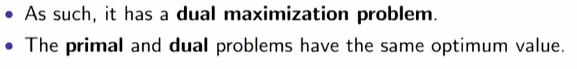 • As such, it has a dual maximization problem.
• The primal and dual problems have the same optimum value.